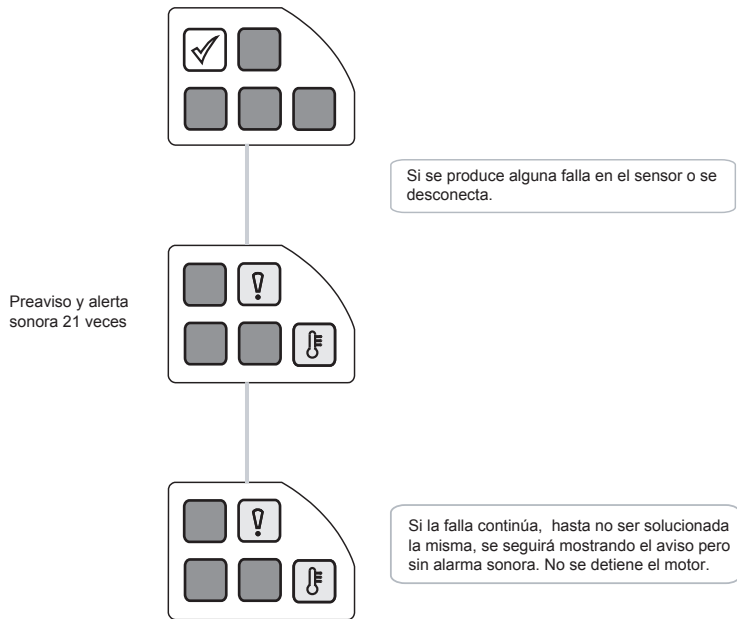 Si se produce alguna falla en el sensor o se
desconecta.
Preaviso y alerta
sonora 21 veces
Si la falla continúa, hasta no ser solucionada
la misma, se seguirá mostrando el aviso pero
sin alarma sonora. No se detiene el motor.